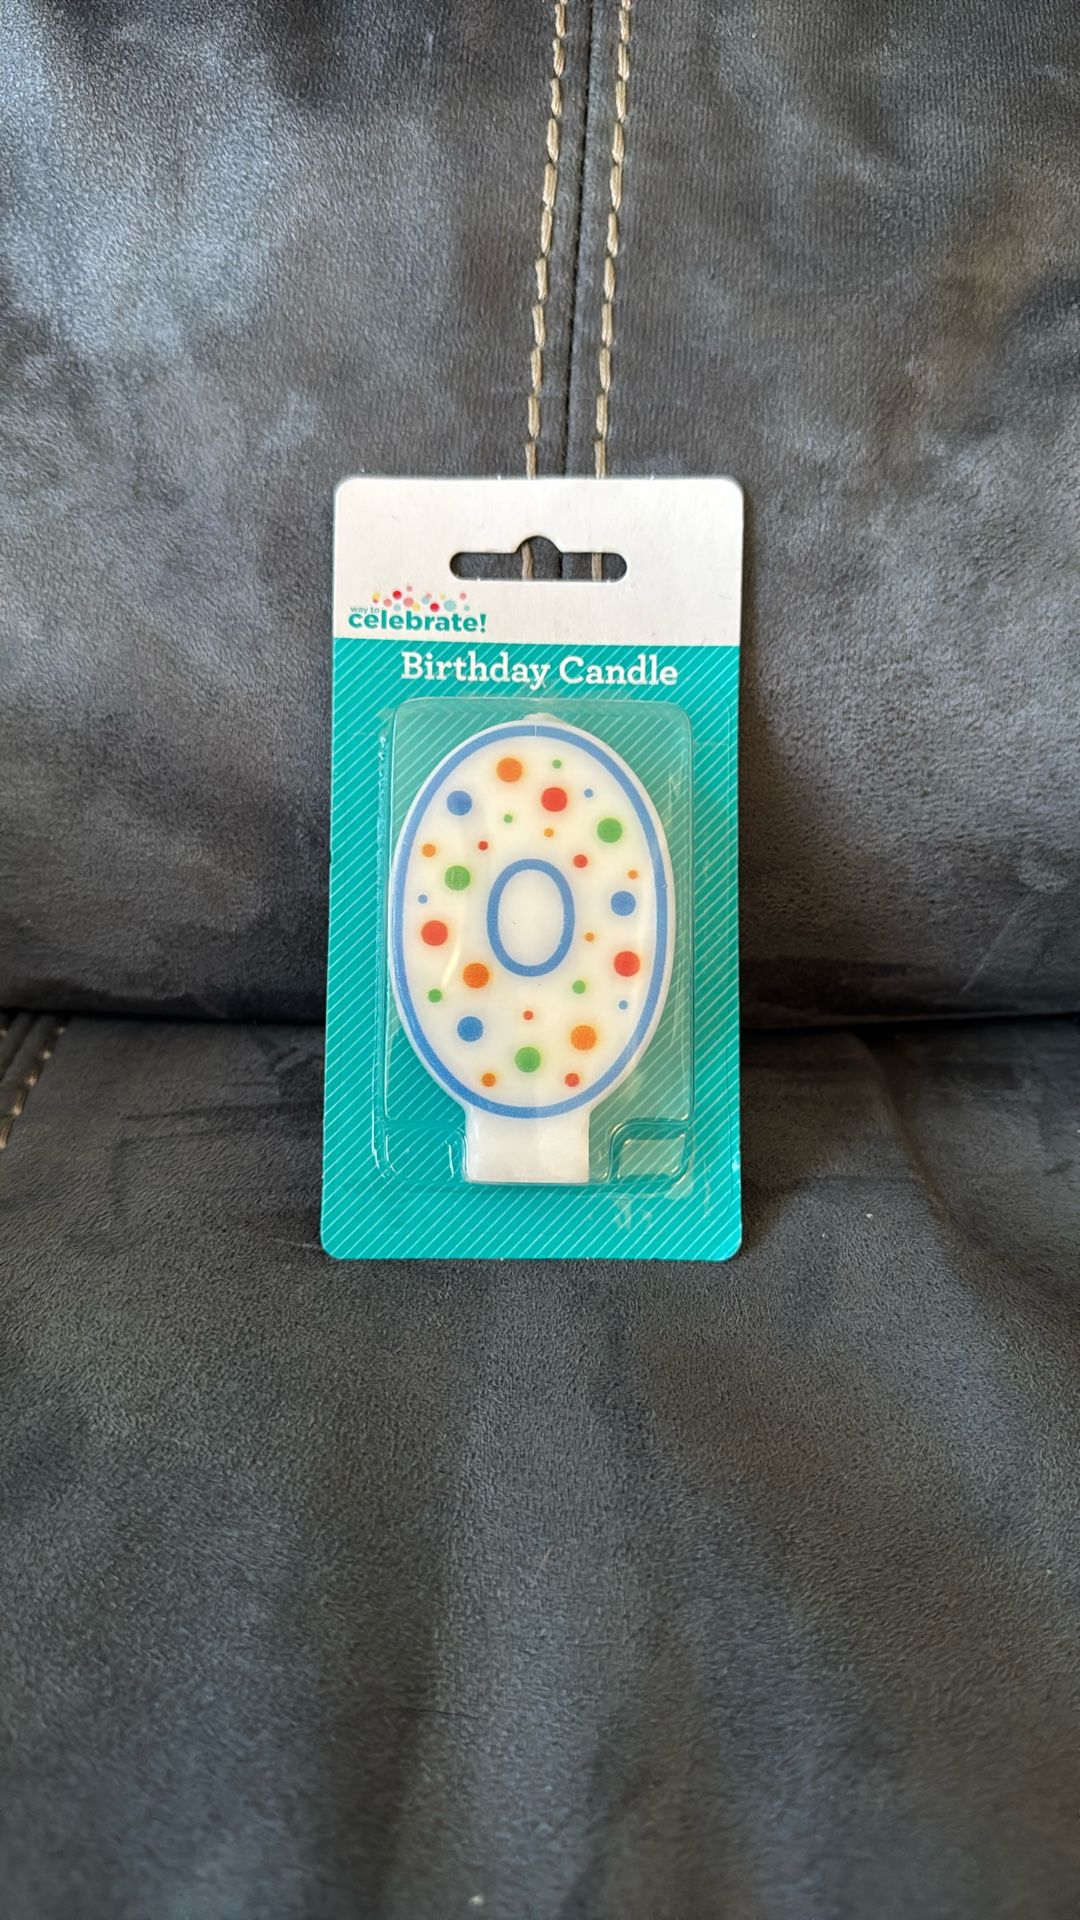 way to
celebrate!
Birthday Candle
0